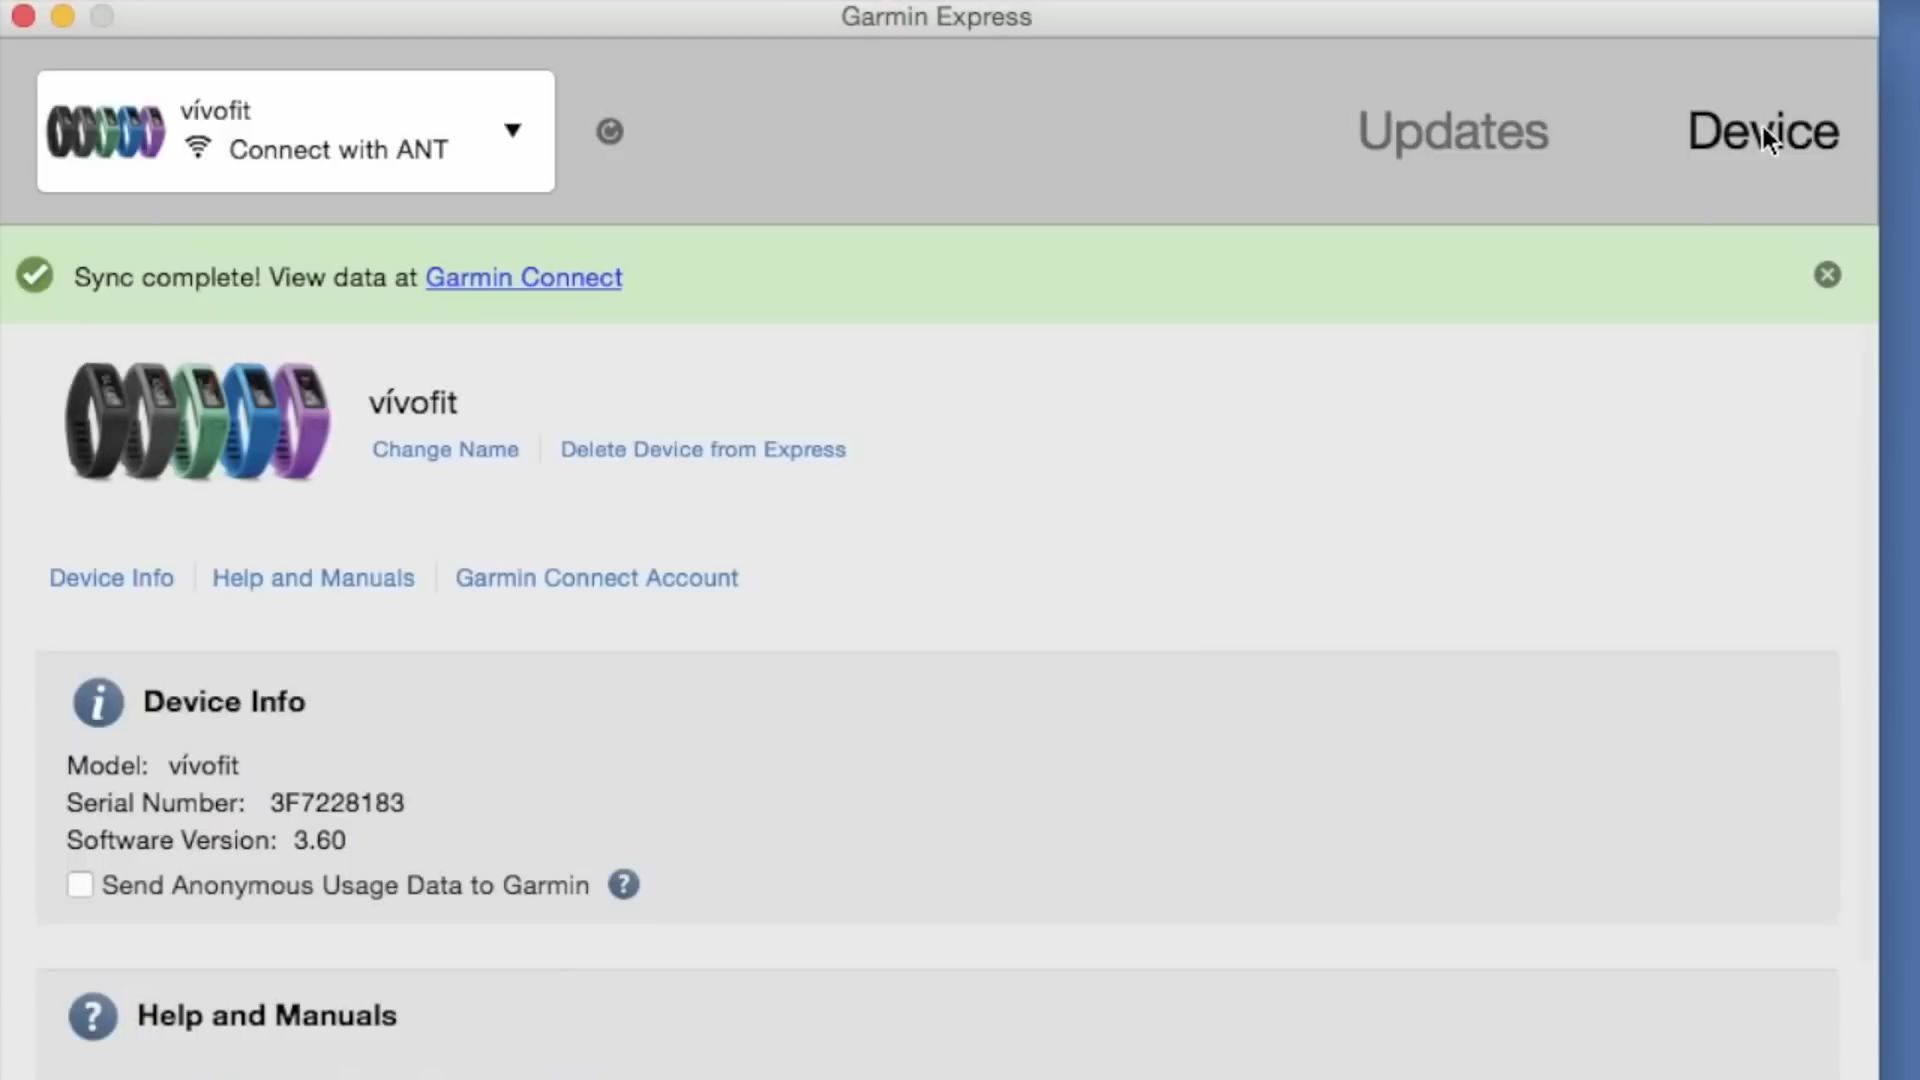 Garmin Express
vívofit
Connect with ANT
Updates
Device
Sync complete! View data at Garmin Connect
vívofit
Change Name
Delete Device from Express
Device Info
Help and Manuals
Garmin Connect Account
Device Info
Model: vívofit
Serial Number: 3F7228183
Software Version: 3.60
Send Anonymous Usage Data to Garmin
Help and Manuals